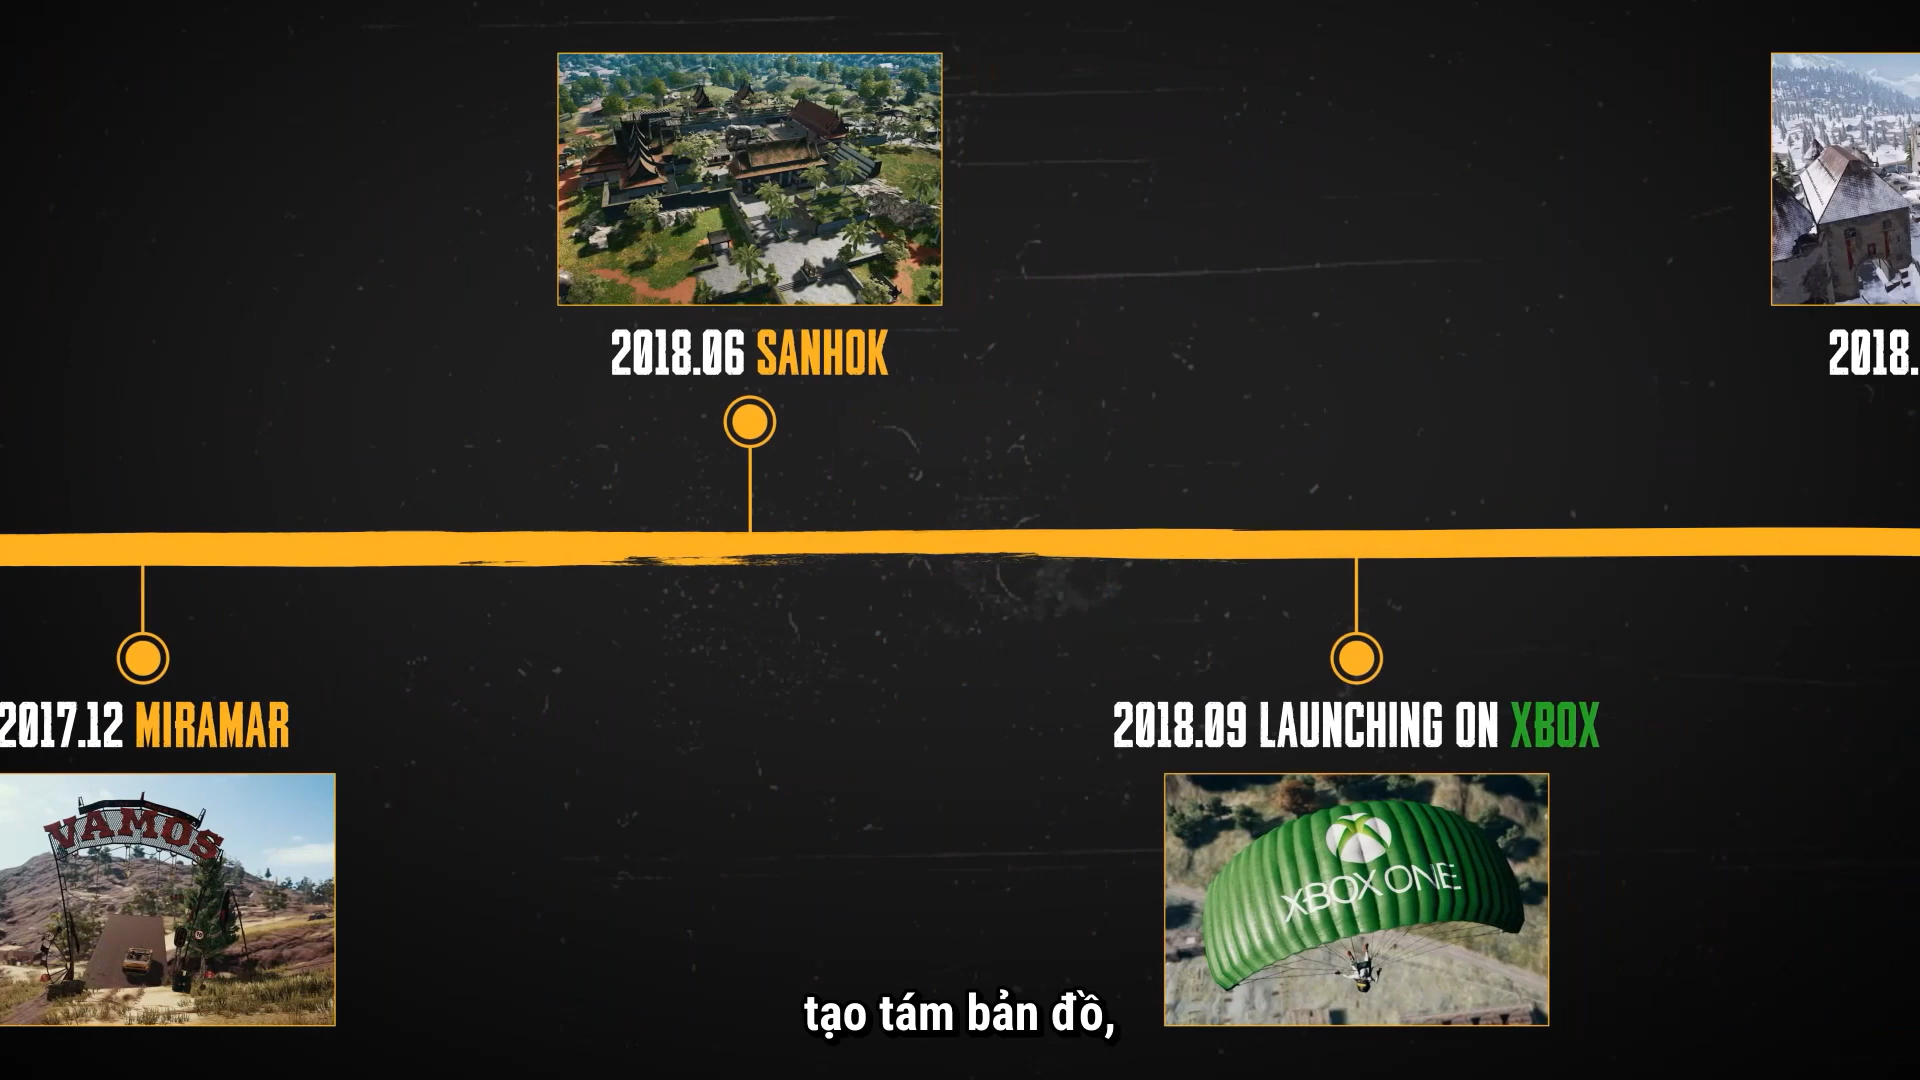 2018.06 SANHOK
2018.
2017.12 MIRAMAR
2018.09 LAUNCHING ON XBOX
VAMOS
XBOX ONE
tạo tám bản đồ,